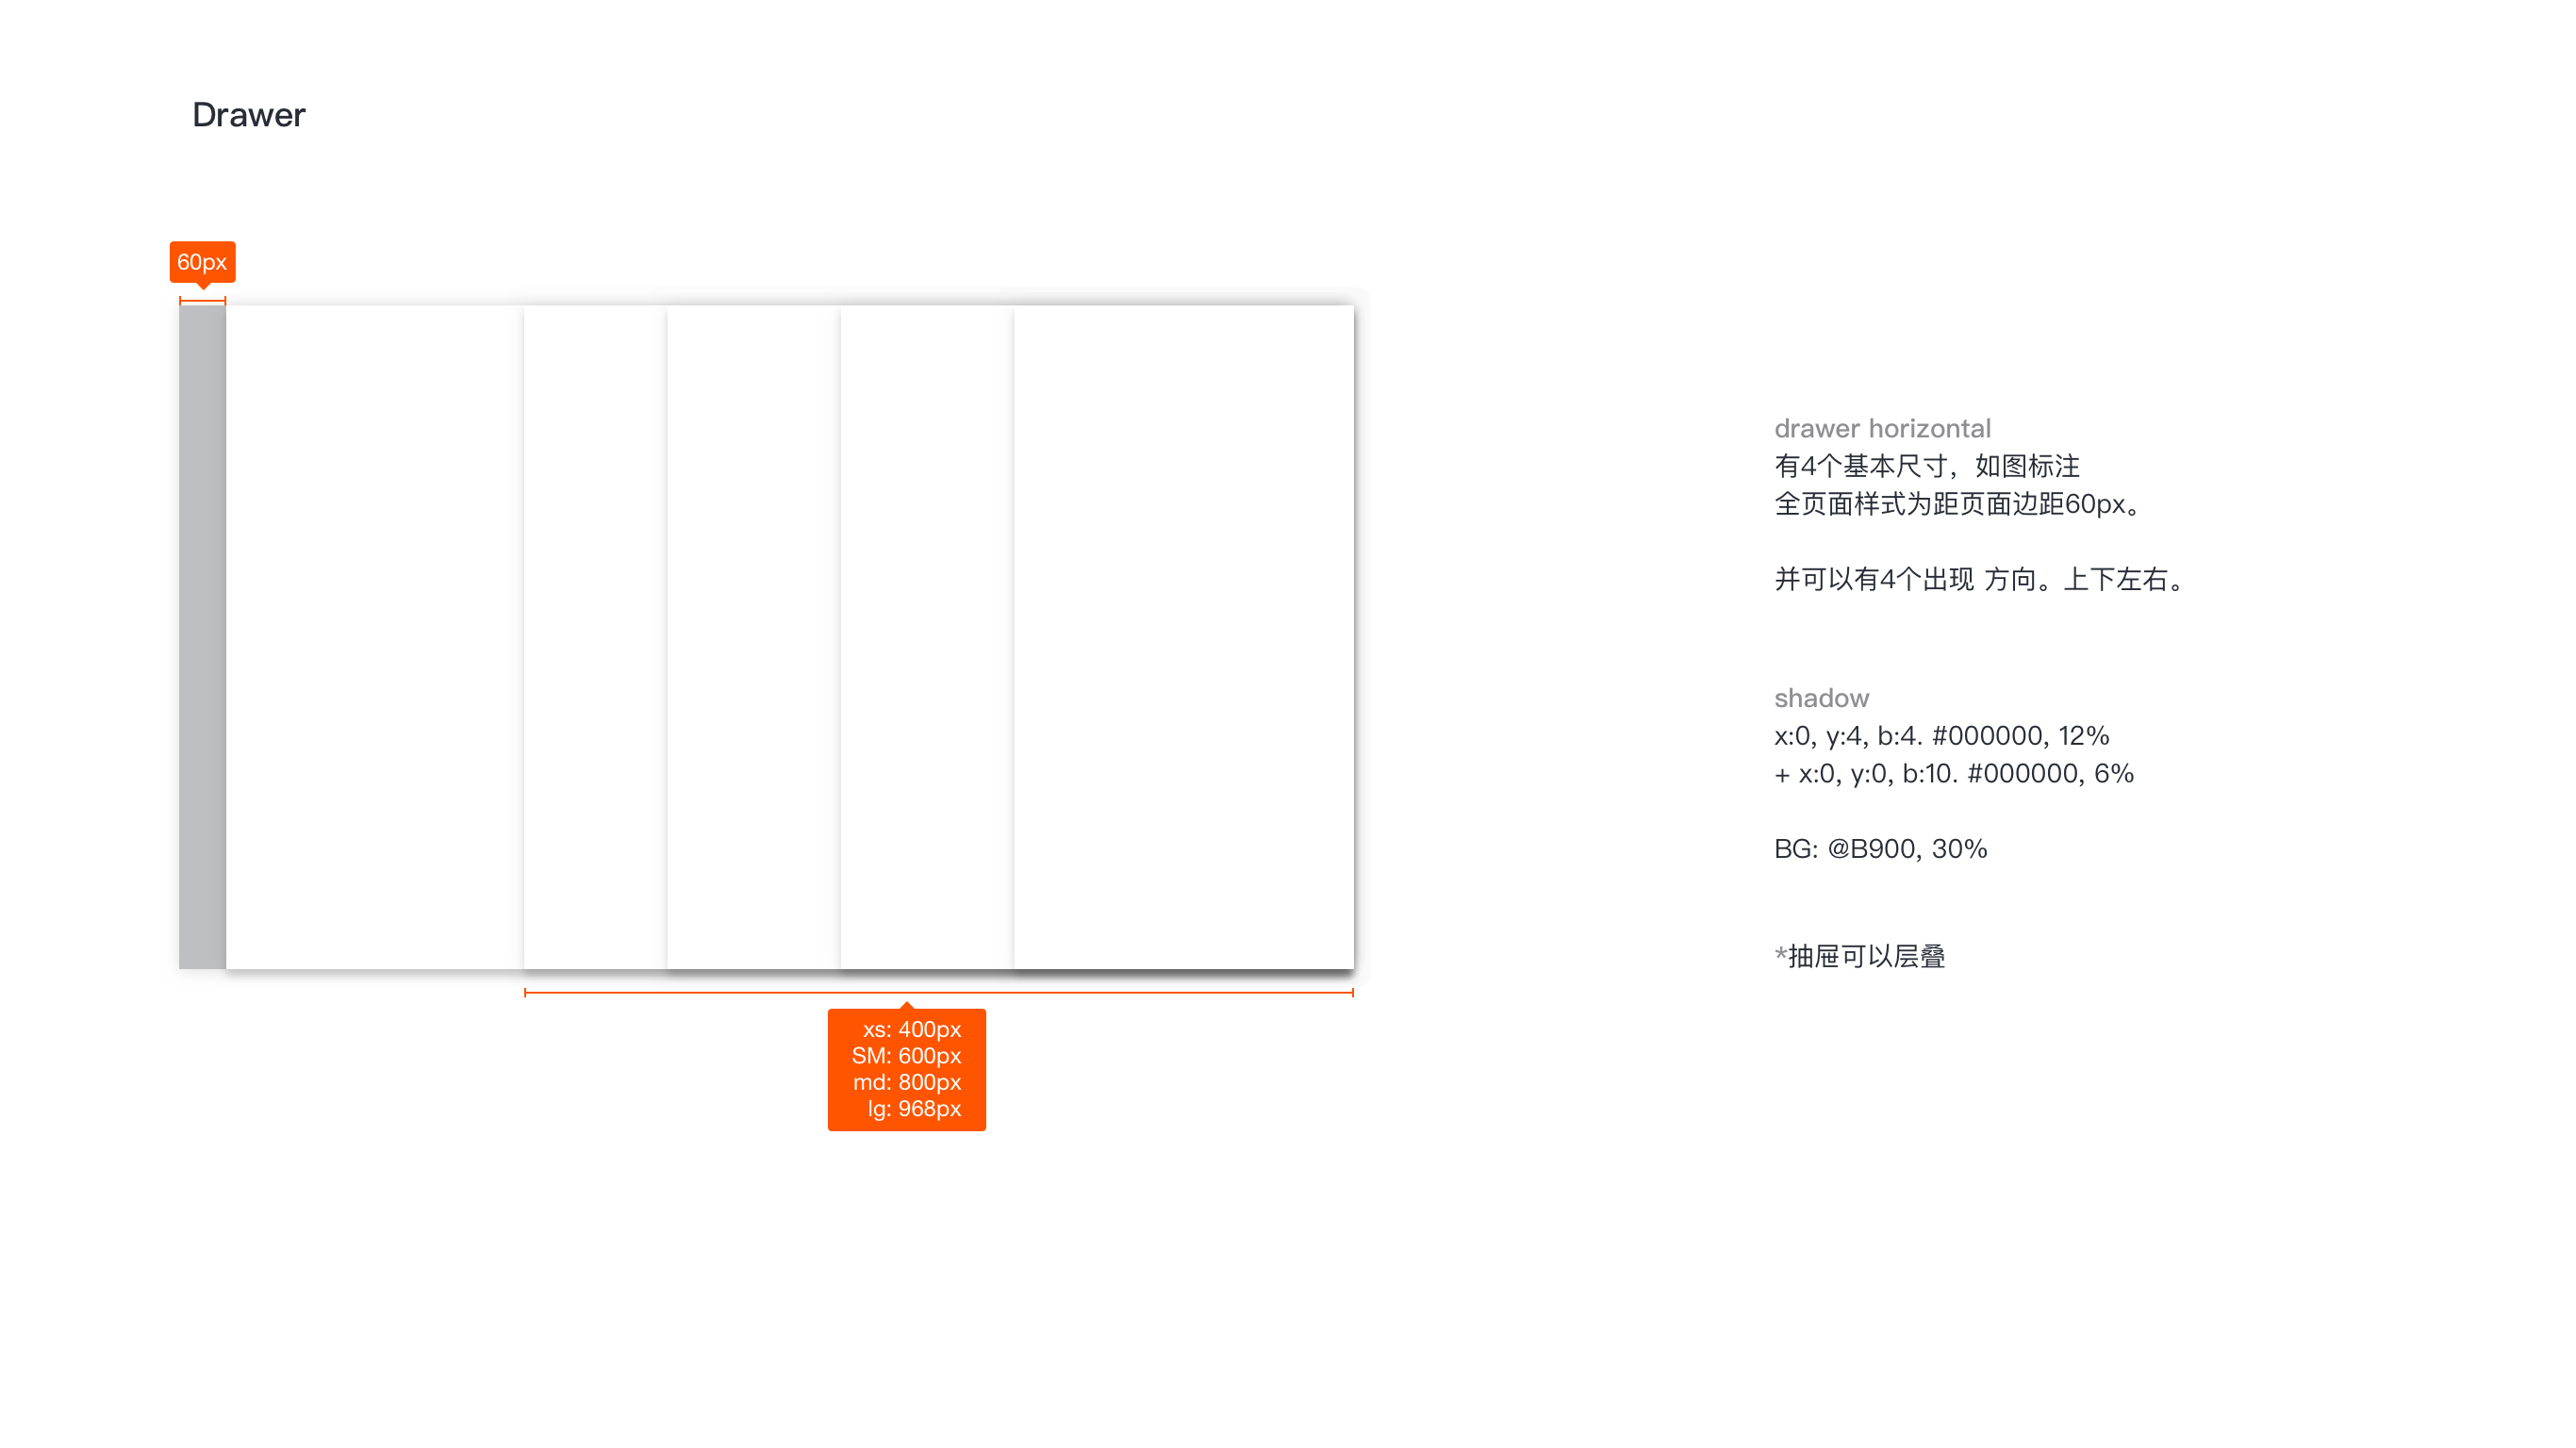 Drawer
60px
xs: 400px
SM: 600px
md: 800px
lg: 968px
drawer horizontal
有4个基本尺寸，如图标注
全页面样式为距页面边距60px。
并可以有4个出现 方向。上下左右。
shadow
x:0, y:4, b:4. #000000, 12%
+ x:0, y:0, b:10. #000000, 6%
BG: @B900, 30%
*抽屉可以层叠